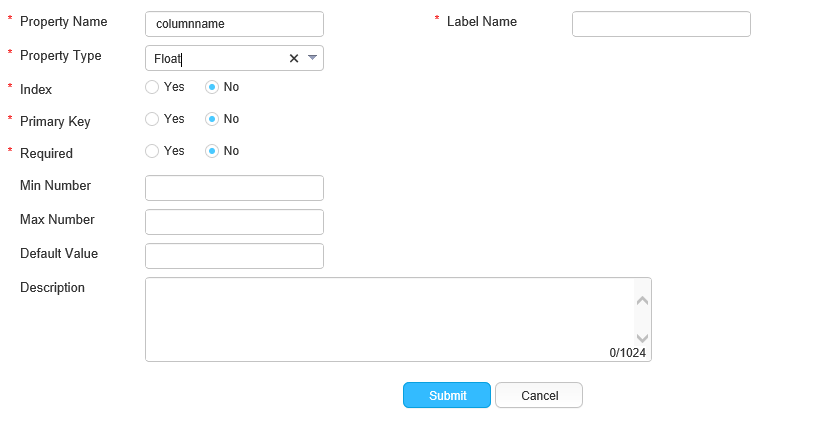 * Property Name columnname * Label Name
* Property Type Float
* Index Yes No
* Primary Key Yes No
* Required Yes No
Min Number
Max Number
Default Value
Description
0/1024
Submit Cancel